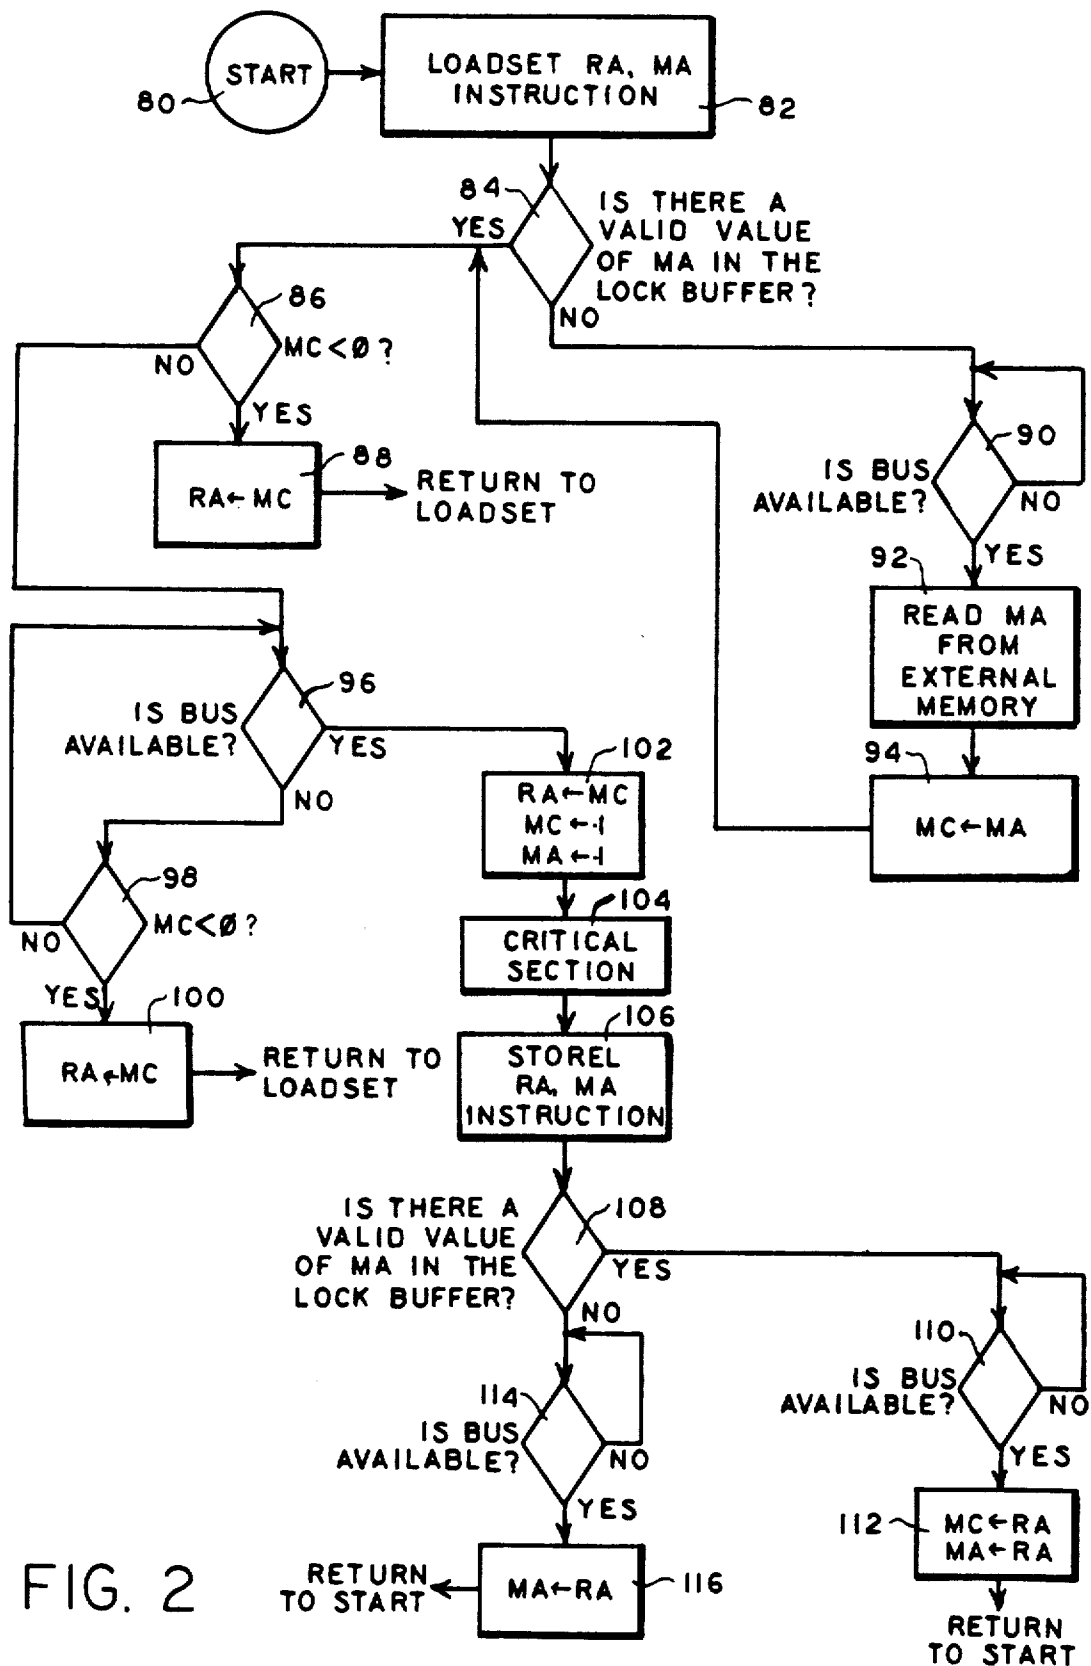 START
80
LOADSET RA, MA
INSTRUCTION
82
84
YES
IS THERE A
VALID VALUE
OF MA IN THE
LOCK BUFFER?
NO
86
MC<Ø?
NO
YES
88
RA←MC
RETURN TO
LOADSET
90
IS BUS
AVAILABLE?
NO
YES
92
READ MA
FROM
EXTERNAL
MEMORY
94
MC←MA
96
IS BUS
AVAILABLE?
YES
NO
98
MC<Ø?
NO
YES
100
RA←MC
RETURN TO
LOADSET
102
RA←MC
MC←-1
MA←-1
104
CRITICAL
SECTION
106
STOREL
RA, MA
INSTRUCTION
108
IS THERE A
VALID VALUE
OF MA IN THE
LOCK BUFFER?
YES
NO
110
IS BUS
AVAILABLE?
NO
YES
112
MC←RA
MA←RA
RETURN
TO START
114
IS BUS
AVAILABLE?
NO
YES
116
MA←RA
RETURN
TO START
FIG. 2